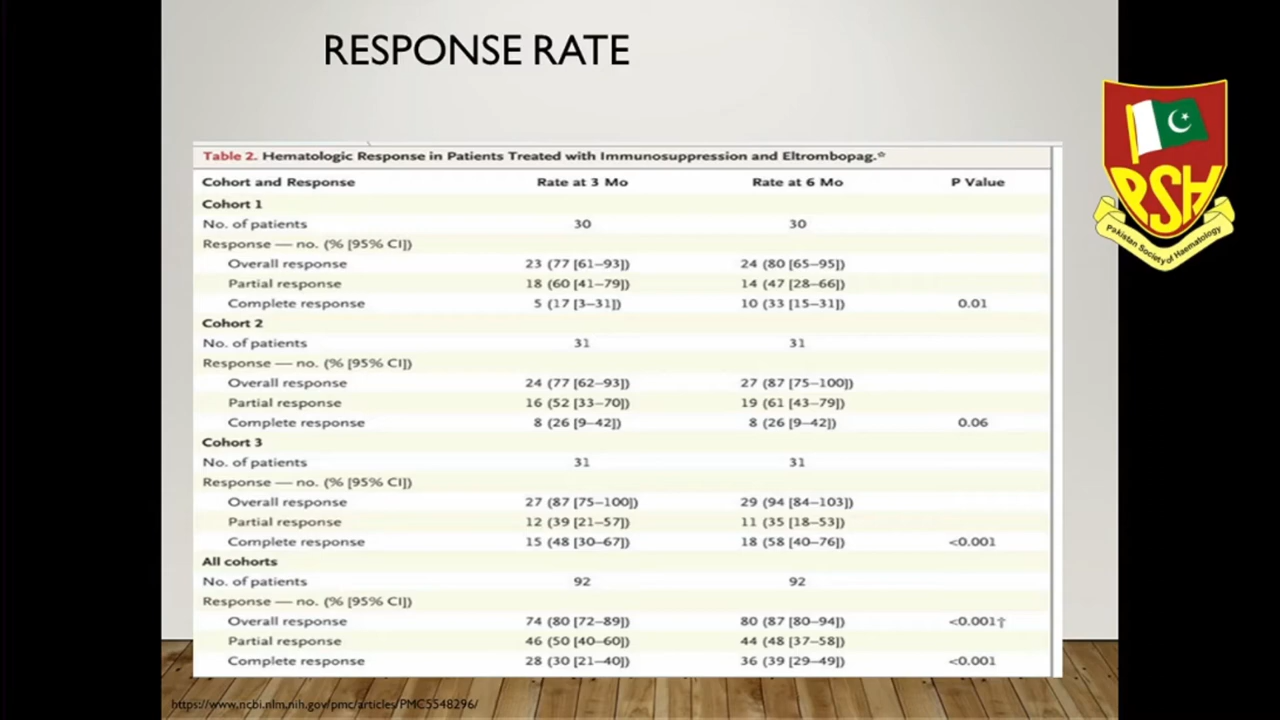 RESPONSE RATE
Table 2. Hematologic Response in Patients Treated with Immunosuppression and Eltrombopag.*
Cohort and Response Rate at 3 Mo Rate at 6 Mo P Value
Cohort 1
No. of patients 30 30
Response — no. (% [95% CI])
Overall response 23 (77 [61–93]) 24 (80 [65–95])
Partial response 18 (60 [41–79]) 14 (47 [28–66])
Complete response 5 (17 [3–31]) 10 (33 [15–31]) 0.01
Cohort 2
No. of patients 31 31
Response — no. (% [95% CI])
Overall response 24 (77 [62–93]) 27 (87 [75–100])
Partial response 16 (52 [33–70]) 19 (61 [43–79])
Complete response 8 (26 [9–42]) 8 (26 [9–42]) 0.06
Cohort 3
No. of patients 31 31
Response — no. (% [95% CI])
Overall response 27 (87 [75–100]) 29 (94 [84–103])
Partial response 12 (39 [21–57]) 11 (35 [18–53])
Complete response 15 (48 [30–67]) 18 (58 [40–76]) <0.001
All cohorts
No. of patients 92 92
Response — no. (% [95% CI])
Overall response 74 (80 [72–89]) 80 (87 [80–94]) <0.001†
Partial response 46 (50 [40–60]) 44 (48 [37–58])
Complete response 28 (30 [21–40]) 36 (39 [29–49]) <0.001
https://www.ncbi.nlm.nih.gov/pmc/articles/PMC5548296/
PSH
Pakistan Society of Haematology